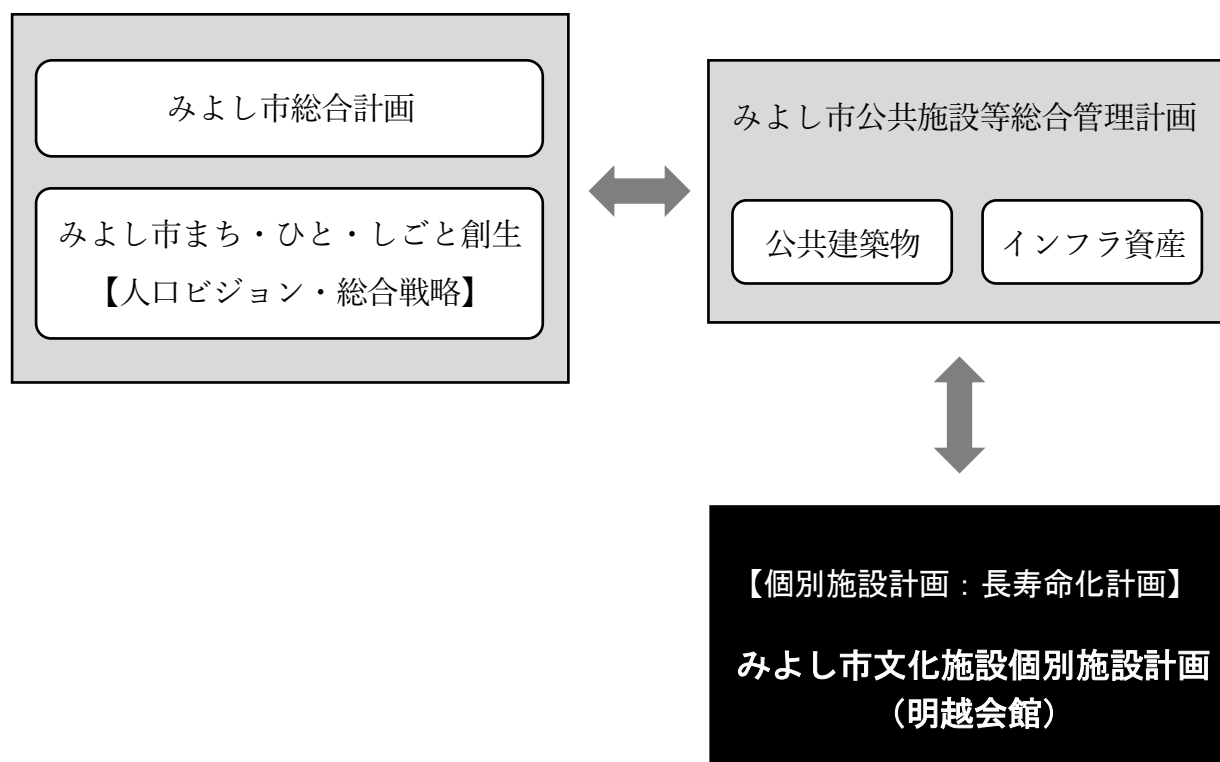 みよし市総合計画
みよし市まち・ひと・しごと創生
【人口ビジョン・総合戦略】
みよし市公共施設等総合管理計画
公共建築物
インフラ資産
【個別施設計画：長寿命化計画】
みよし市文化施設個別施設計画
（明越会館）